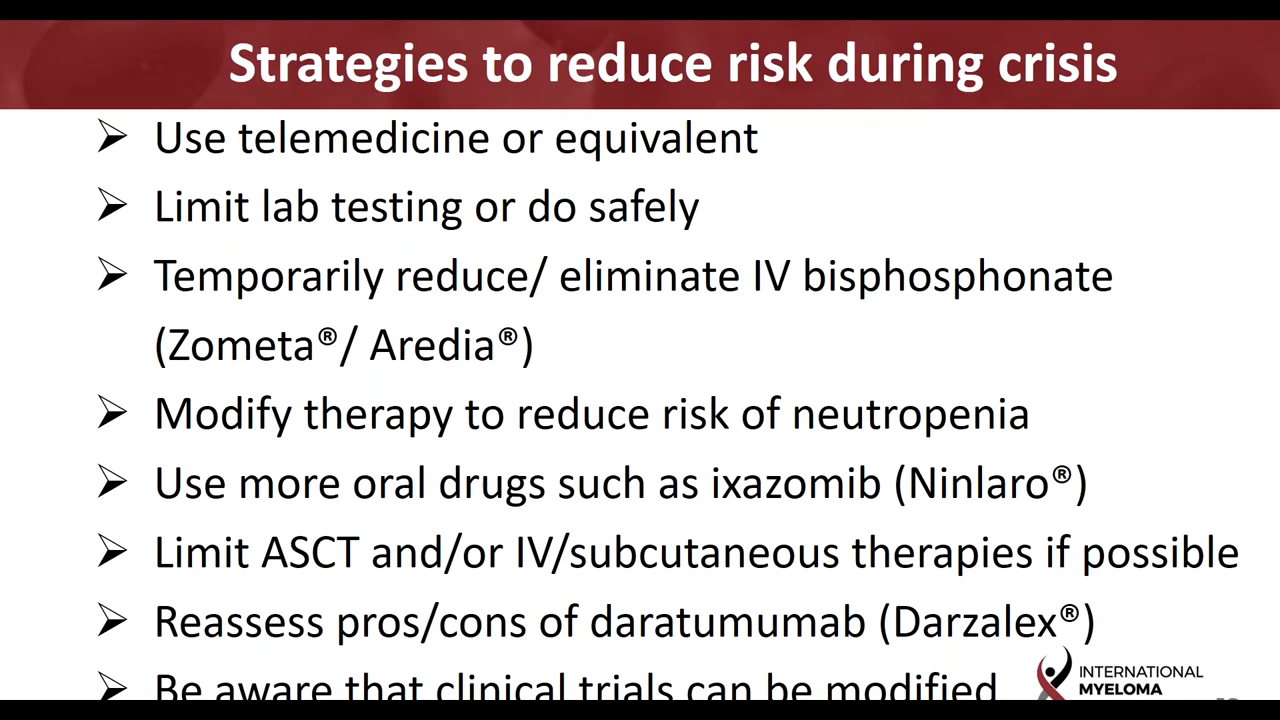 Strategies to reduce risk during crisis
➢ Use telemedicine or equivalent
➢ Limit lab testing or do safely
➢ Temporarily reduce/ eliminate IV bisphosphonate
(Zometa®/ Aredia®)
➢ Modify therapy to reduce risk of neutropenia
➢ Use more oral drugs such as ixazomib (Ninlaro®)
➢ Limit ASCT and/or IV/subcutaneous therapies if possible
➢ Reassess pros/cons of daratumumab (Darzalex®)
➢ Be aware that clinical trials can be modified
INTERNATIONAL
MYELOMA